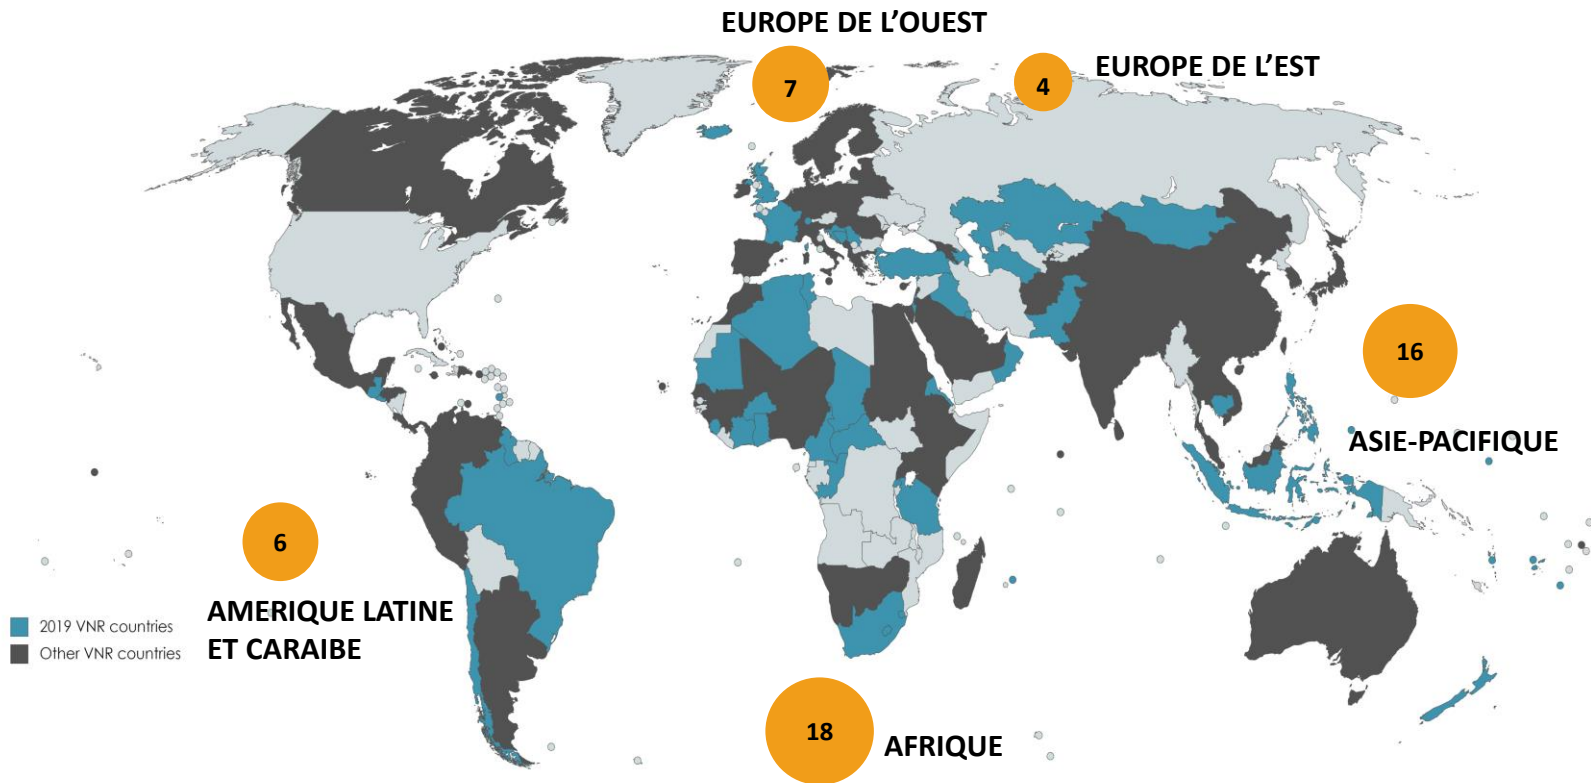 EUROPE DE L’OUEST
7
4
EUROPE DE L’EST
16
ASIE-PACIFIQUE
6
AMERIQUE LATINE
ET CARAIBE
2019 VNR countries
Other VNR countries
18
AFRIQUE